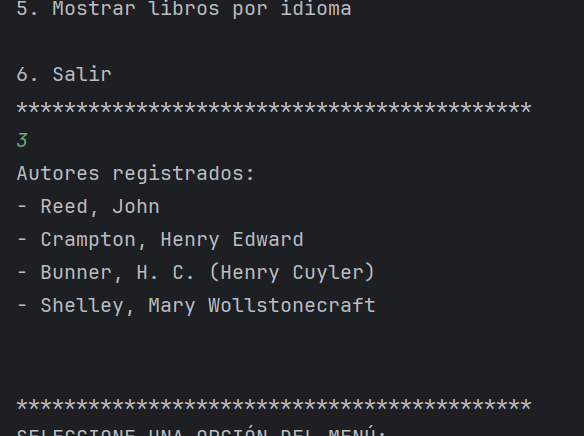 5. Mostrar libros por idioma
6. Salir
*******************************************
3
Autores registrados:
- Reed, John
- Crampton, Henry Edward
- Bunner, H. C. (Henry Cuyler)
- Shelley, Mary Wollstonecraft
*******************************************
SELECCIONE UNA OPCIÓN DEL MENÚ: